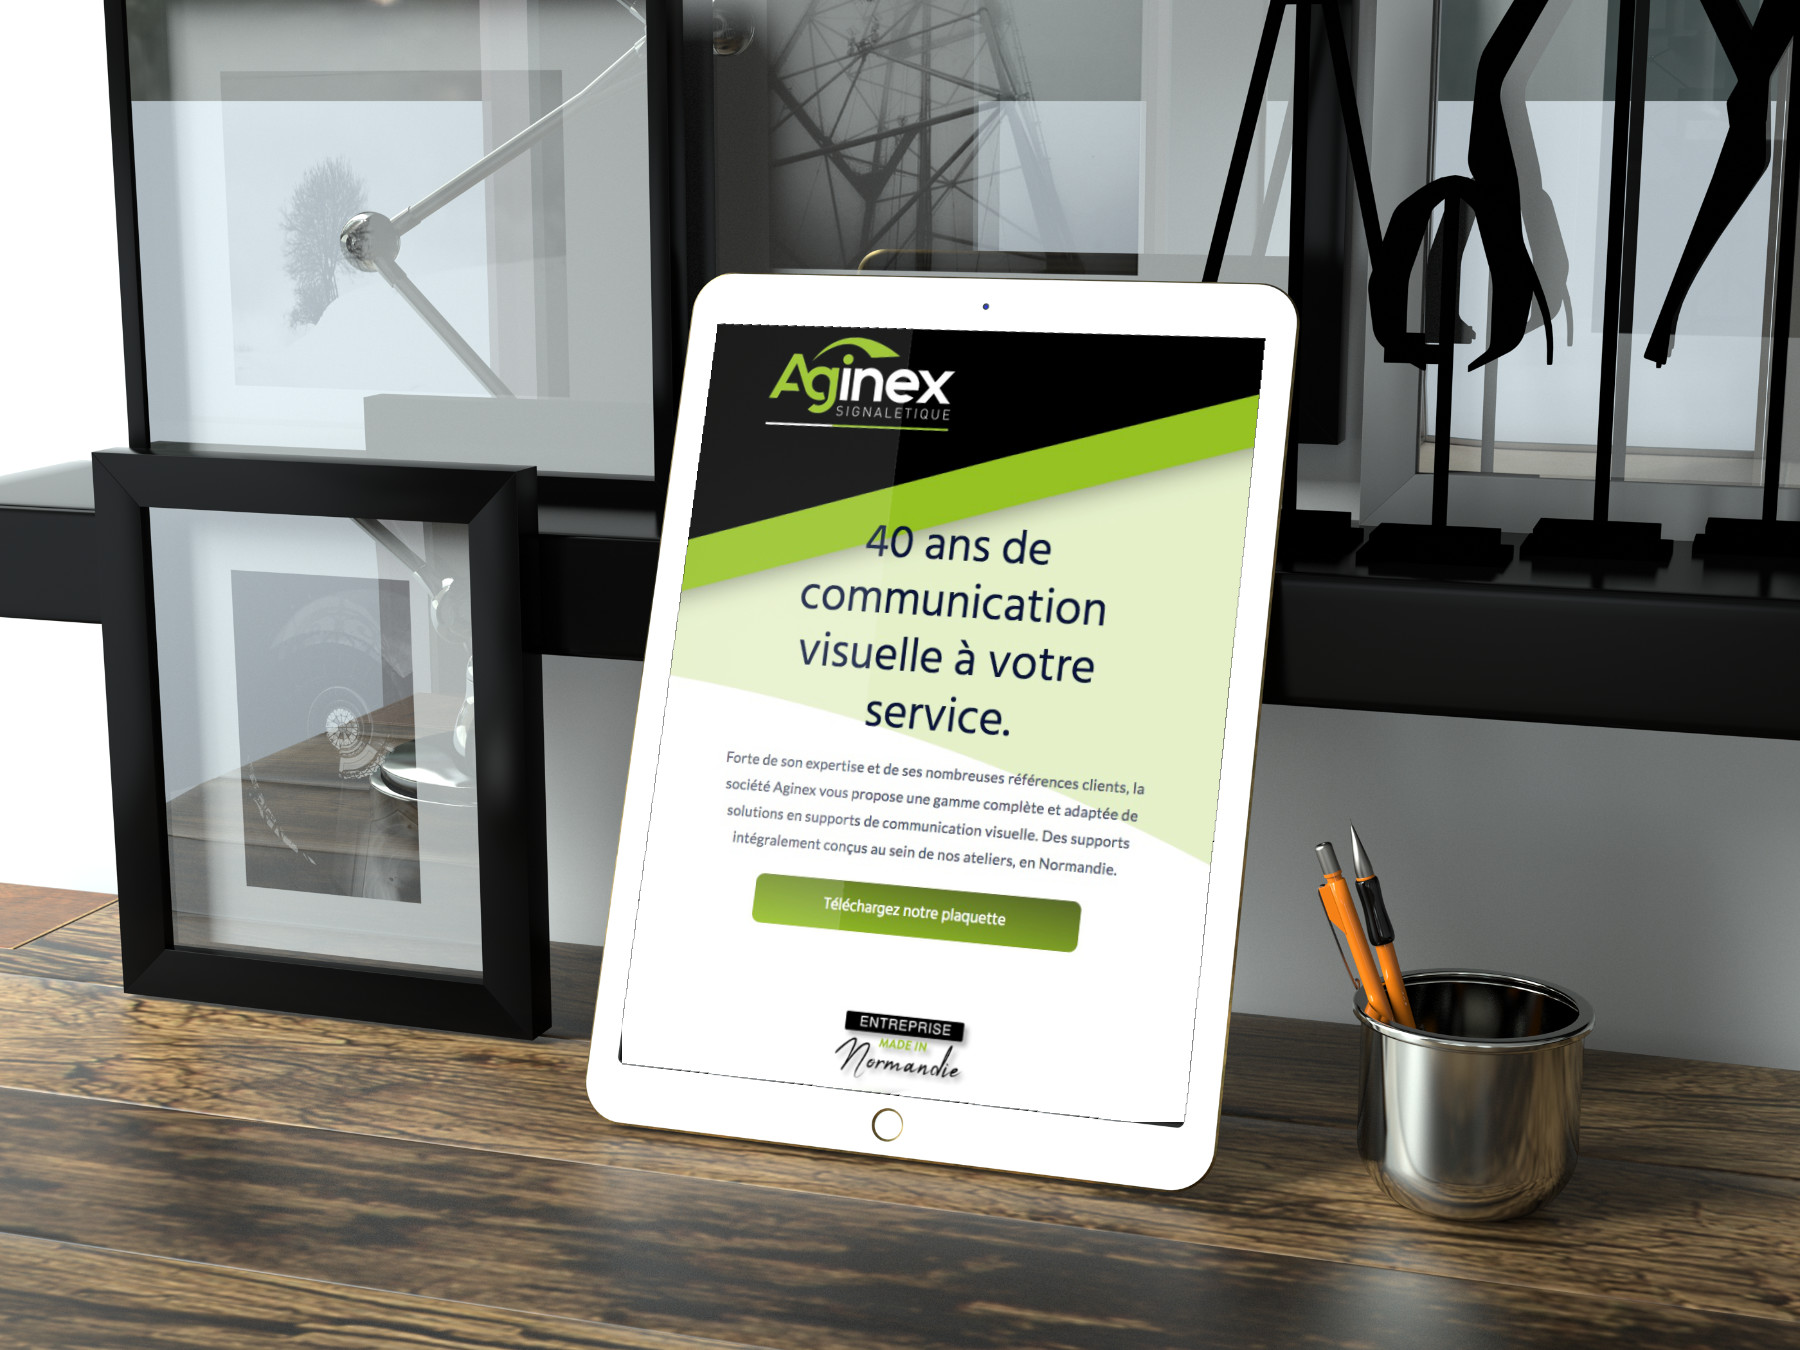 Aginex
SIGNALETIQUE
40 ans de
communication
visuelle à votre
service.
Forte de son expertise et de ses nombreuses références clients, la
société Aginex vous propose une gamme complète et adaptée de
solutions en supports de communication visuelle. Des supports
intégralement conçus au sein de nos ateliers, en Normandie.
Téléchargez notre plaquette
ENTREPRISE
MADE IN
Normandie